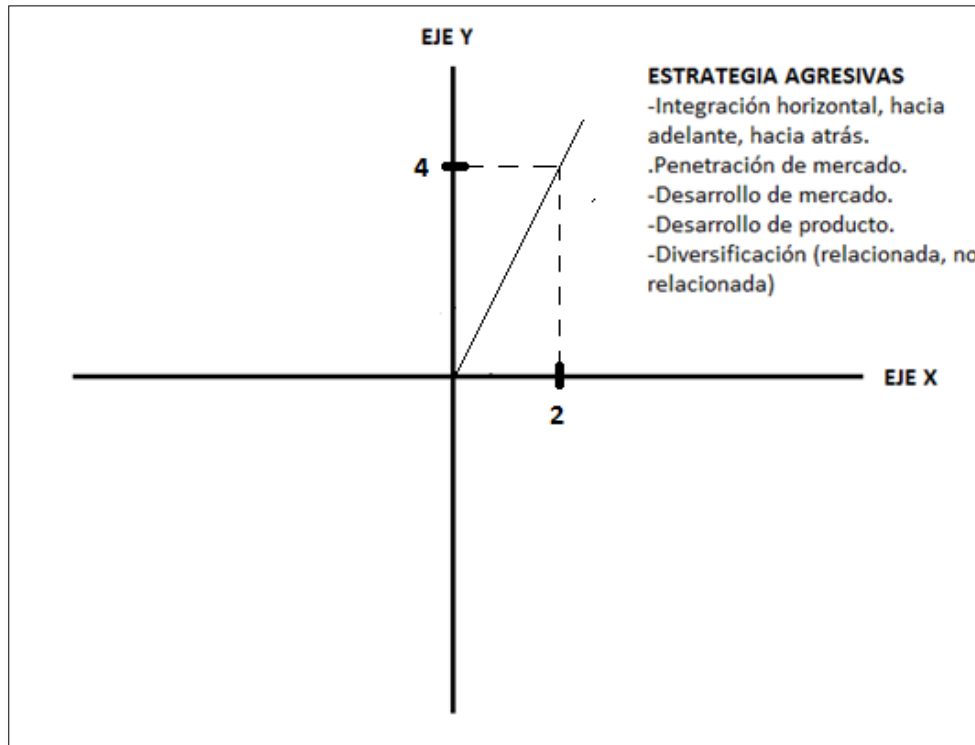 EJE Y
ESTRATEGIA AGRESIVAS
-Integración horizontal, hacia
adelante, hacia atrás.
.Penetración de mercado.
-Desarrollo de mercado.
-Desarrollo de producto.
-Diversificación (relacionada, no
relacionada)
4
EJE X
2